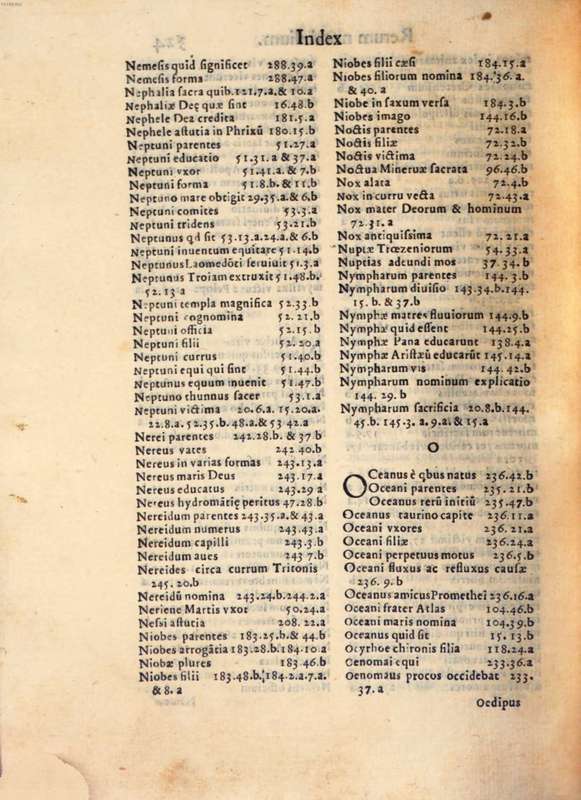 Index
Nemesis quid significet 288.39.a
Nemesis forma 288.47.a
Nephalia sacra quib. 121.7.a. & 10.a
Nephaliæ Deę quæ sint 16.48.b
Nephele Dea credita 181.5.a
Nephele astutia in Phrixū 180.15.b
Neptuni parentes 51.27.a
Neptuni educatio 51.31.a & 37.a
Neptuni vxor 51.41.a. & 7.b
Neptuni forma 51.8.b. & 11.b
Neptuno mare obtigit 29.35.a. & 6.b
Neptuni comites 53.3.a
Neptuni tridens 53.21.b
Neptunus qd sit 53.13.a.24.a. & 6.b
Neptuni inuentum equitare 51.14.b
Neptunus Laomedōti seruiuit 51.3.a
Neptunus Troiam extruxit 51.48.b.
52.13 a
Neptuni templa magnifica 52.33.b
Neptuni cognomina 52.21.b
Neptuni officia 52.15.b
Neptuni filii 52.20.a
Neptuni currus 51.40.b
Neptuni equi qui sint 51.44.b
Neptunus equum inuenit 51.47.b
Neptuno thunnus sacer 53.1.a
Neptuni victima 20.6.a. 15.20.a.
22.8.a. 52.35.b. 48.a. & 53 42.a
Nerei parentes 242.28.b. & 37 b
Nereus vates 242 40.b
Nereus in varias formas 243.13.a
Nereus maris Deus 243.17.a
Nereus educatus 243.29 a
Nereus hydromātię peritus 47.28.b
Nereidum parentes 243.35.a. & 43.a
Nereidum numerus 243.43.a
Nereidum capilli 243.3.b
Nereidum aues 243 7.b
Nereides circa currum Tritonis
245.20.b
Nereidū nomina 243.24.b.244.2.a
Neriene Martis vxor 50.24.a
Nessi astutia 208.22.a
Niobes parentes 183.25.b. & 44.b
Niobes arrogātia 183.28.b.184.10.a
Niobæ plures 183 46.b
Niobes filii 183.48.b. 184.2.a.7.a.
& 8.a
Niobes filii cæsi 184.15.a
Niobes filiorum nomina 184.36.a.
& 40.a
Niobe in saxum versa 184.3.b
Niobes imago 144.16.b
Noctis parentes 72.18.a
Noctis filiæ 72.32.b
Noctis victima 72.24.b
Noctua Mineruæ sacrata 96.46.b
Nox alata 72.4.b
Nox in curru vecta 72.43.a
Nox mater Deorum & hominum
72.31.a
Nox antiquissima 72.21.a
Nuptæ Trœzeniorum 54.33.a
Nuptias adeundi mos 37.34.b
Nympharum parentes 144.3.b
Nympharum diuisio 143.34.b.144.
15.b. & 37.b
Nymphæ matres fluuiorum 144.9.b
Nymphæ quid essent 144.25.b
Nymphæ Pana educarunt 138.4.a
Nymphæ Aristæū educarūt 145.14.a
Nympharum vis 144.42.b
Nympharum nominum explicatio
144.29.b
Nympharum sacrificia 20.8.b.144.
45.b. 145.3.a. 9.a. & 15.a
O
Oceanus è qbus natus 236.42.b
Oceani parentes 235.21.b
Oceanus rerū initiū 235.47.b
Oceanus taurino capite 236.11.a
Oceani vxores 236.21.a
Oceani filiæ 236.24.a
Oceani perpetuus motus 236.5.b
Oceani fluxus ac refluxus causæ
236.9.b
Oceanus amicus Promethei 236.16.a
Oceani frater Atlas 104.46.b
Oceani maris nomina 104.39.b
Oceanus quid sit 15.13.b
Ocyrhoe chironis filia 118.24.a
Oenomai equi 233.36.a
Oenomaus procos occidebat 233.
37.a
Oedipus